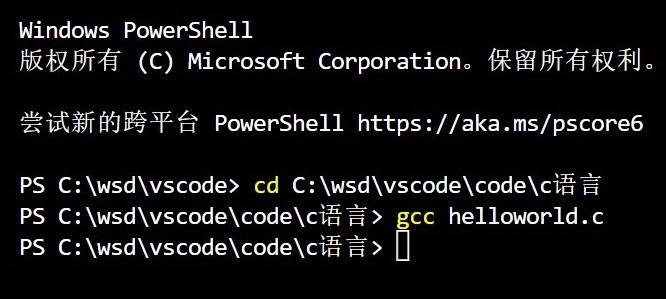 Windows PowerShell
版权所有 (C) Microsoft Corporation。保留所有权利。
尝试新的跨平台 PowerShell https://aka.ms/pscore6
PS C:\wsd\vscode> cd C:\wsd\vscode\code\c语言
PS C:\wsd\vscode\code\c语言> gcc helloworld.c
PS C:\wsd\vscode\code\c语言>